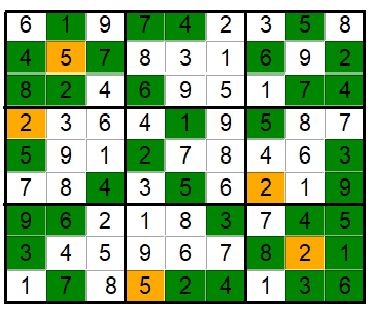 6 1 9 7 4 2 3 5 8
4 5 7 8 3 1 6 9 2
8 2 4 6 9 5 1 7 4
2 3 6 4 1 9 5 8 7
5 9 1 2 7 8 4 6 3
7 8 4 3 5 6 2 1 9
9 6 2 1 8 3 7 4 5
3 4 5 9 6 7 8 2 1
1 7 8 5 2 4 1 3 6